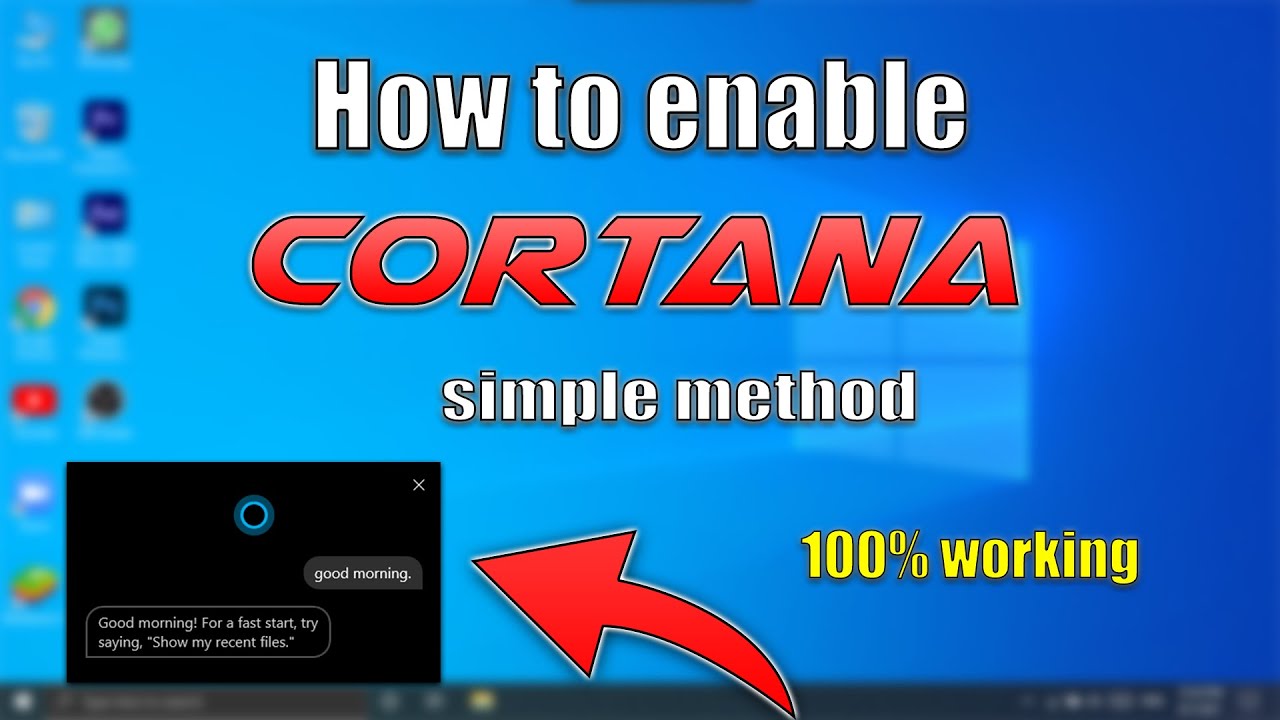 How to enable
CORTANA
simple method
100% working
good morning.
Good morning! For a fast start, try
saying, "Show my recent files."